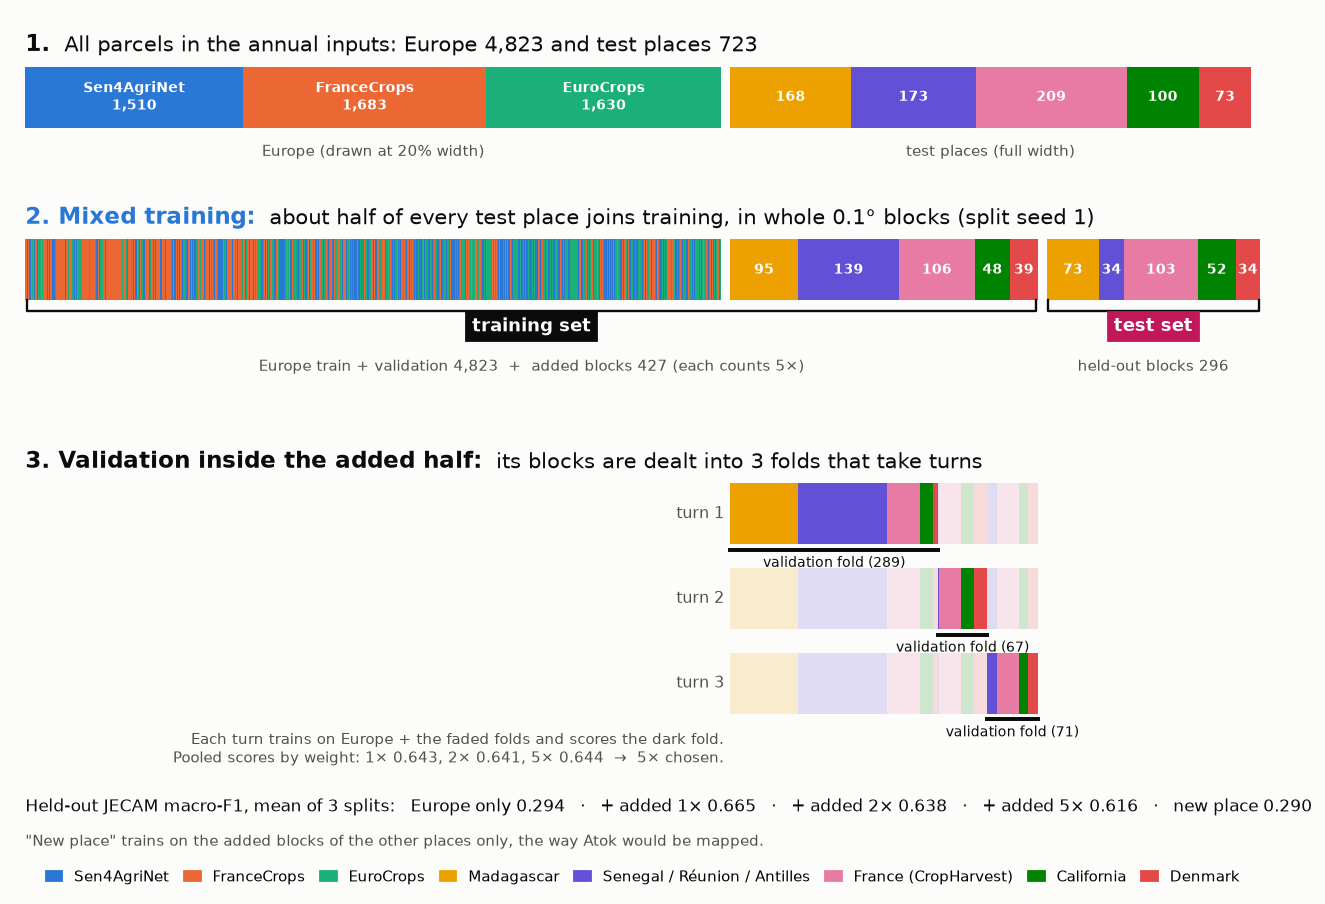 1. All parcels in the annual inputs: Europe 4,823 and test places 723
Sen4AgriNet
1,510
FranceCrops
1,683
EuroCrops
1,630
168
173
209
100
73
Europe (drawn at 20% width)
test places (full width)
2. Mixed training: about half of every test place joins training, in whole 0.1° blocks (split seed 1)
95
139
106
48
39
73
34
103
52
34
training set
test set
Europe train + validation 4,823 + added blocks 427 (each counts 5×)
held-out blocks 296
3. Validation inside the added half: its blocks are dealt into 3 folds that take turns
turn 1
validation fold (289)
turn 2
validation fold (67)
turn 3
validation fold (71)
Each turn trains on Europe + the faded folds and scores the dark fold.
Pooled scores by weight: 1× 0.643, 2× 0.641, 5× 0.644 → 5× chosen.
Held-out JECAM macro-F1, mean of 3 splits: Europe only 0.294 · + added 1× 0.665 · + added 2× 0.638 · + added 5× 0.616 · new place 0.290
"New place" trains on the added blocks of the other places only, the way Atok would be mapped.
Sen4AgriNet
FranceCrops
EuroCrops
Madagascar
Senegal / Réunion / Antilles
France (CropHarvest)
California
Denmark